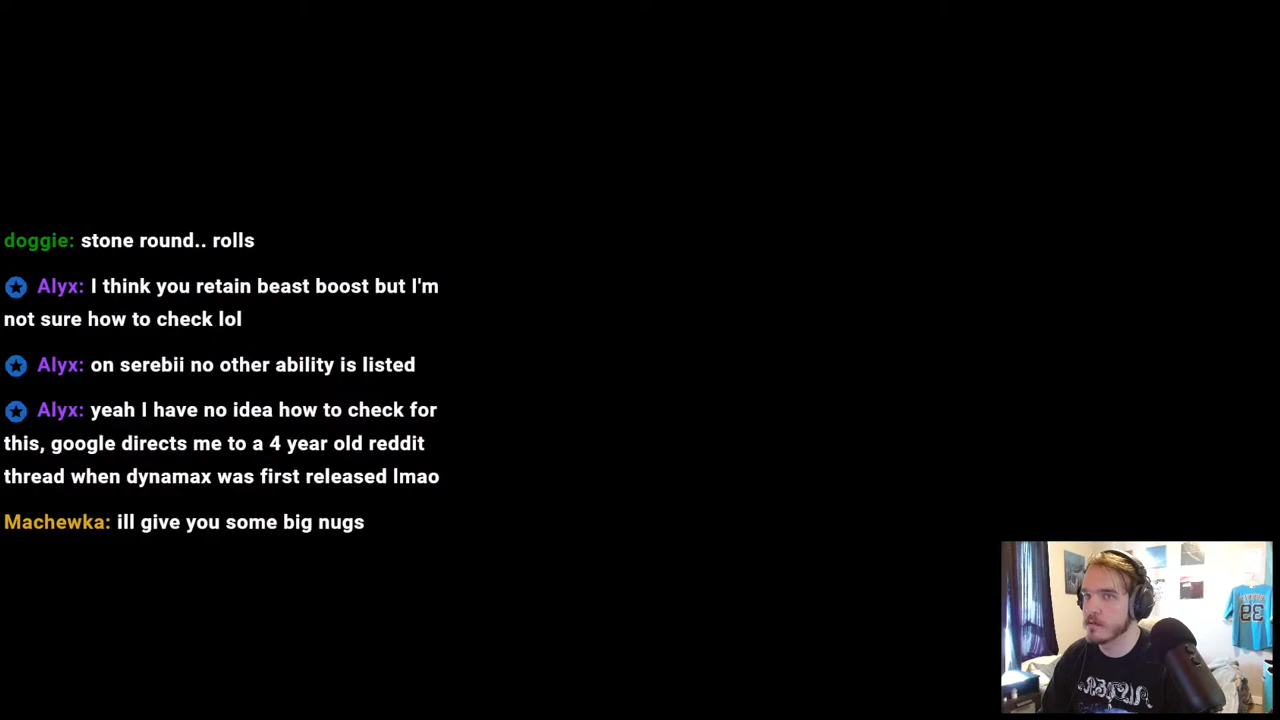 doggie: stone round.. rolls
Alyx: I think you retain beast boost but I'm
not sure how to check lol
Alyx: on serebii no other ability is listed
Alyx: yeah I have no idea how to check for
this, google directs me to a 4 year old reddit
thread when dynamax was first released lmao
Machewka: ill give you some big nugs